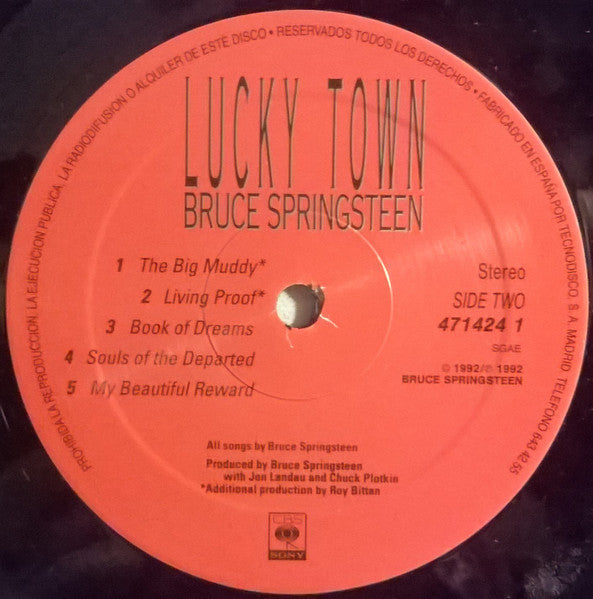 PROHIBIDA LA REPRODUCCION, LA EJECUCION PUBLICA, LA RADIODIFUSION O ALQUILER DE ESTE DISCO • RESERVADOS TODOS LOS DERECHOS • FABRICADO EN ESPAÑA POR TECNODISCO, S. A. MADRID TELEFONO 643 42 55
LUCKY TOWN
BRUCE SPRINGSTEEN
1 The Big Muddy*
2 Living Proof*
3 Book of Dreams
4 Souls of the Departed
5 My Beautiful Reward
Stereo
SIDE TWO
471424 1
SGAE
© 1992/℗ 1992
BRUCE SPRINGSTEEN
All songs by Bruce Springsteen
Produced by Bruce Springsteen
with Jon Landau and Chuck Plotkin
*Additional production by Roy Bittan
CBS
SONY